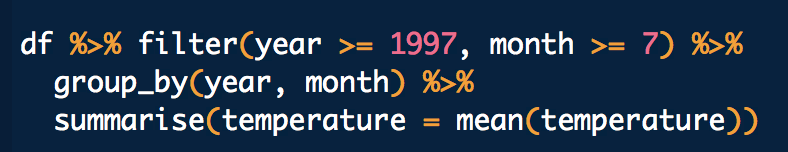 df %>% filter(year >= 1997, month >= 7) %>%
  group_by(year, month) %>%
  summarise(temperature = mean(temperature))